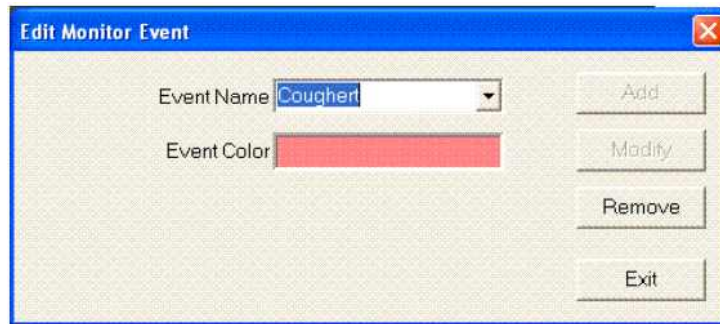 Edit Monitor Event
Event Name Coughert
Add
Event Color
Modify
Remove
Exit